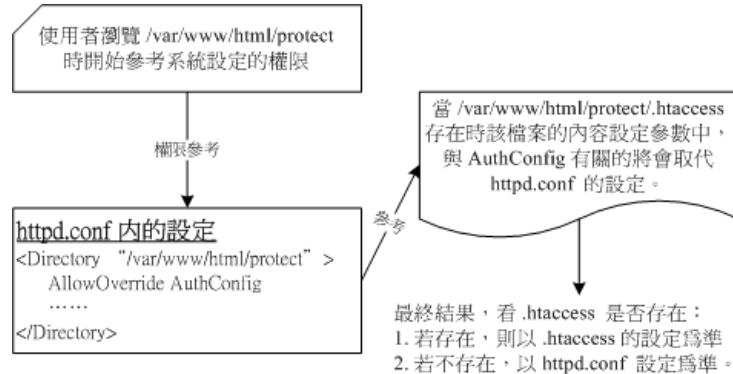 使用者瀏覽 /var/www/html/protect
時開始參考系統設定的權限
權限參考
httpd.conf 內的設定
<Directory “/var/www/html/protect”>
AllowOverride AuthConfig
……
</Directory>
參考
當 /var/www/html/protect/.htaccess
存在時該檔案的內容設定參數中，
與 AuthConfig 有關的將會取代
httpd.conf 的設定。
最終結果，看 .htaccess 是否存在：
1. 若存在，則以 .htaccess 的設定為準
2. 若不存在，以 httpd.conf 設定為準。